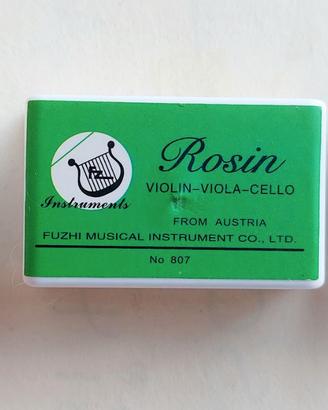 Rosin
VIOLIN-VIOLA-CELLO
FZ
Instruments
FROM AUSTRIA
FUZHI MUSICAL INSTRUMENT CO., LTD.
No 807